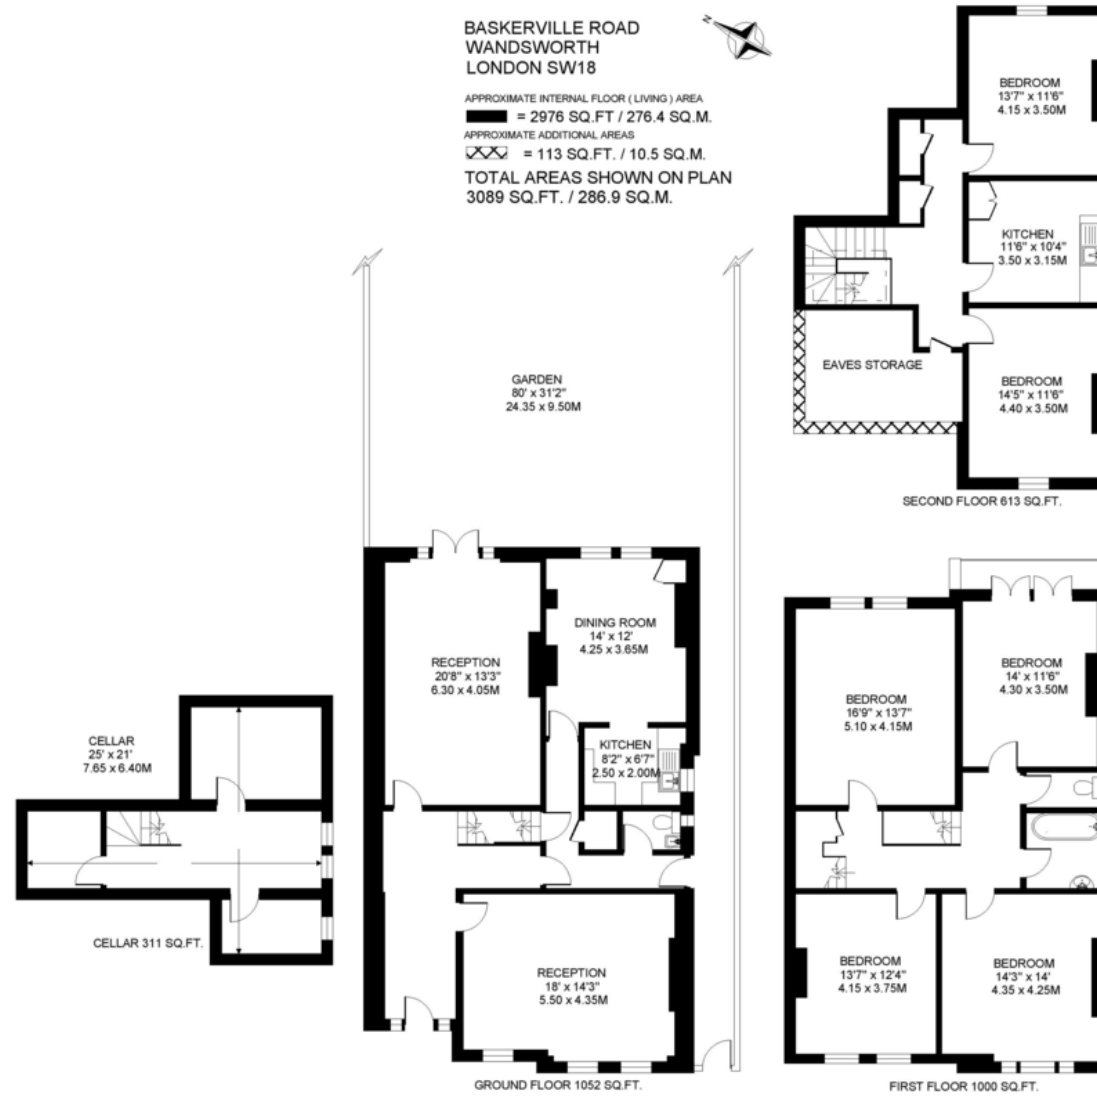 BASKERVILLE ROAD
WANDSWORTH
LONDON SW18
APPROXIMATE INTERNAL FLOOR ( LIVING ) AREA
= 2976 SQ.FT / 276.4 SQ.M.
APPROXIMATE ADDITIONAL AREAS
= 113 SQ.FT. / 10.5 SQ.M.
TOTAL AREAS SHOWN ON PLAN
3089 SQ.FT. / 286.9 SQ.M.
N
BEDROOM
13'7" x 11'6"
4.15 x 3.50M
KITCHEN
11'6" x 10'4"
3.50 x 3.15M
EAVES STORAGE
BEDROOM
14'5" x 11'6"
4.40 x 3.50M
SECOND FLOOR 613 SQ.FT.
GARDEN
80' x 31'2"
24.35 x 9.50M
CELLAR
25' x 21'
7.65 x 6.40M
CELLAR 311 SQ.FT.
RECEPTION
20'8" x 13'3"
6.30 x 4.05M
DINING ROOM
14' x 12'
4.25 x 3.65M
KITCHEN
8'2" x 6'7"
2.50 x 2.00M
RECEPTION
18' x 14'3"
5.50 x 4.35M
GROUND FLOOR 1052 SQ.FT.
BEDROOM
16'9" x 13'7"
5.10 x 4.15M
BEDROOM
14' x 11'6"
4.30 x 3.50M
BEDROOM
13'7" x 12'4"
4.15 x 3.75M
BEDROOM
14'3" x 14'
4.35 x 4.25M
FIRST FLOOR 1000 SQ.FT.